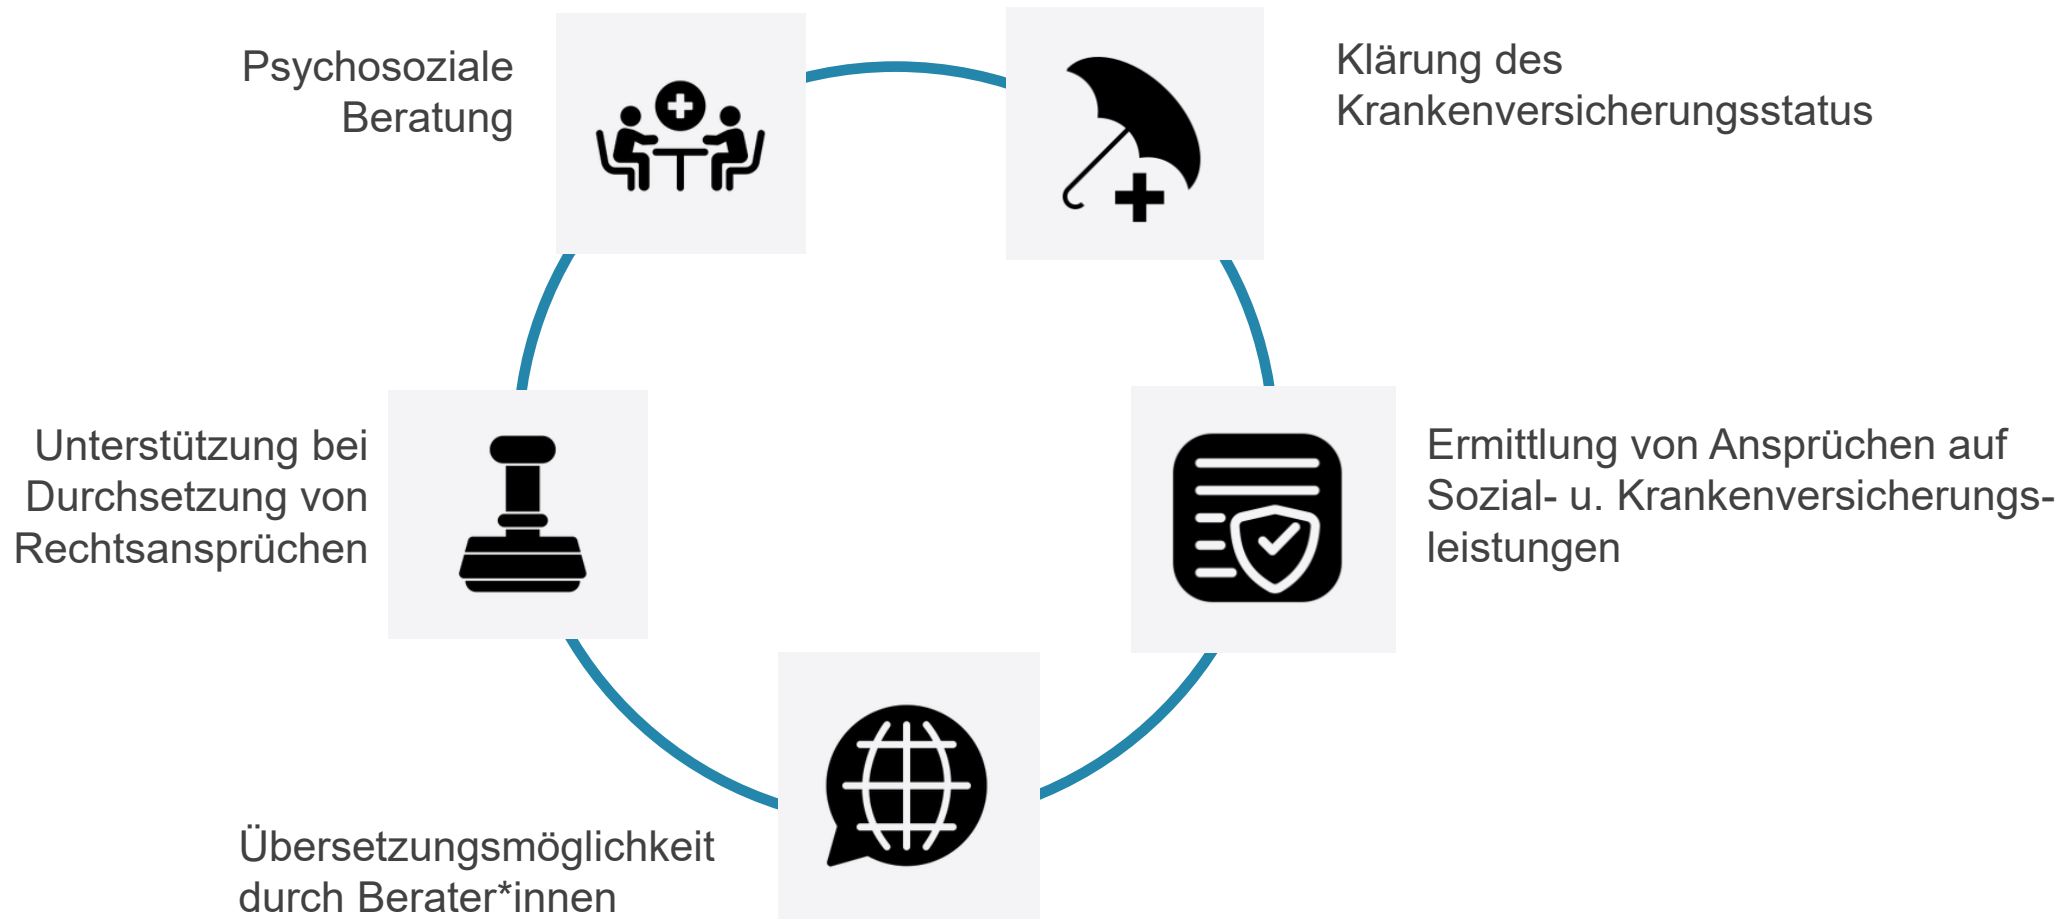 Psychosoziale
Beratung
Klärung des
Krankenversicherungsstatus
Unterstützung bei
Durchsetzung von
Rechtsansprüchen
Ermittlung von Ansprüchen auf
Sozial- u. Krankenversicherungs-
leistungen
Übersetzungsmöglichkeit
durch Berater*innen